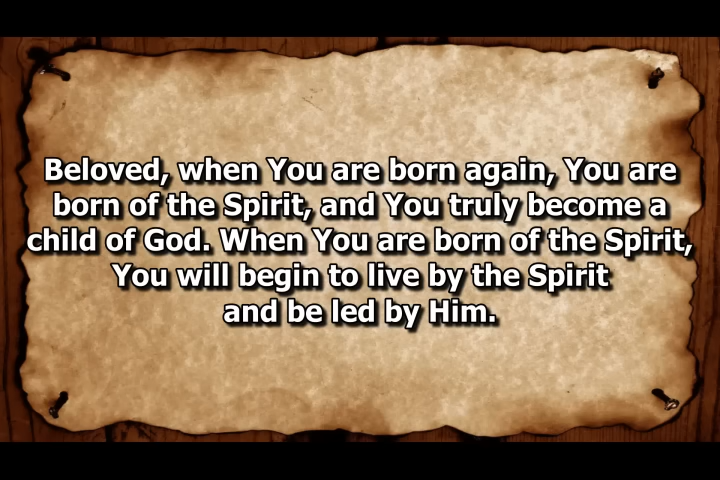 Beloved, when You are born again, You are
born of the Spirit, and You truly become a
child of God. When You are born of the Spirit,
You will begin to live by the Spirit
and be led by Him.